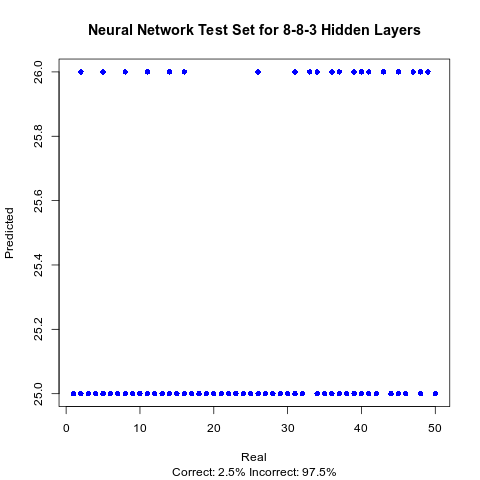 Neural Network Test Set for 8-8-3 Hidden Layers
26.0
25.8
25.6
25.4
25.2
25.0
Predicted
0 10 20 30 40 50
Real
Correct: 2.5% Incorrect: 97.5%